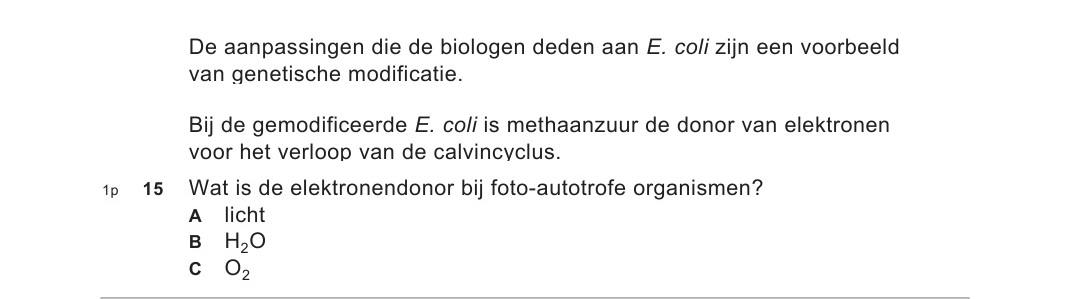 De aanpassingen die de biologen deden aan E. coli zijn een voorbeeld
van genetische modificatie.
Bij de gemodificeerde E. coli is methaanzuur de donor van elektronen
voor het verloop van de calvincyclus.
1p 15 Wat is de elektronendonor bij foto-autotrofe organismen?
A licht
B H₂O
C O₂